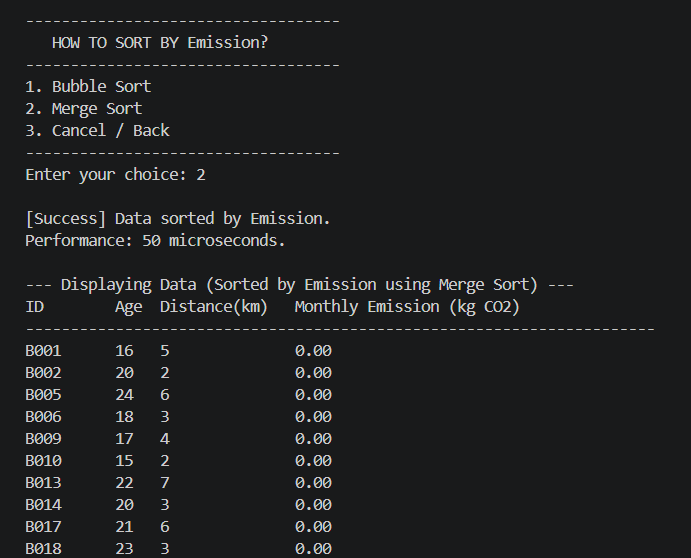 -----------------------------------
   HOW TO SORT BY Emission?
-----------------------------------
1. Bubble Sort
2. Merge Sort
3. Cancel / Back
-----------------------------------
Enter your choice: 2

[Success] Data sorted by Emission.
Performance: 50 microseconds.

--- Displaying Data (Sorted by Emission using Merge Sort) ---
ID        Age  Distance(km)   Monthly Emission (kg CO2)
----------------------------------------------------------------------
B001      16   5              0.00
B002      20   2              0.00
B005      24   6              0.00
B006      18   3              0.00
B009      17   4              0.00
B010      15   2              0.00
B013      22   7              0.00
B014      20   3              0.00
B017      21   6              0.00
B018      23   3              0.00